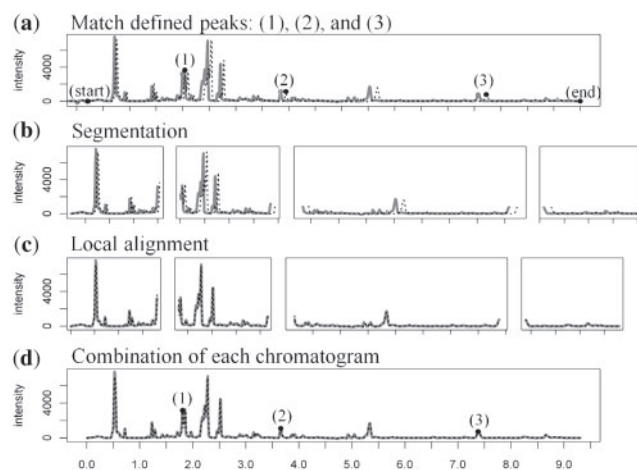 (a) Match defined peaks: (1), (2), and (3)
intensity
0 4000
(start)
(1)
(2)
(3)
(end)
(b) Segmentation
intensity
0 4000
(c) Local alignment
intensity
0 4000
(d) Combination of each chromatogram
intensity
0 4000
(1)
(2)
(3)
0.0 1.0 2.0 3.0 4.0 5.0 6.0 7.0 8.0 9.0